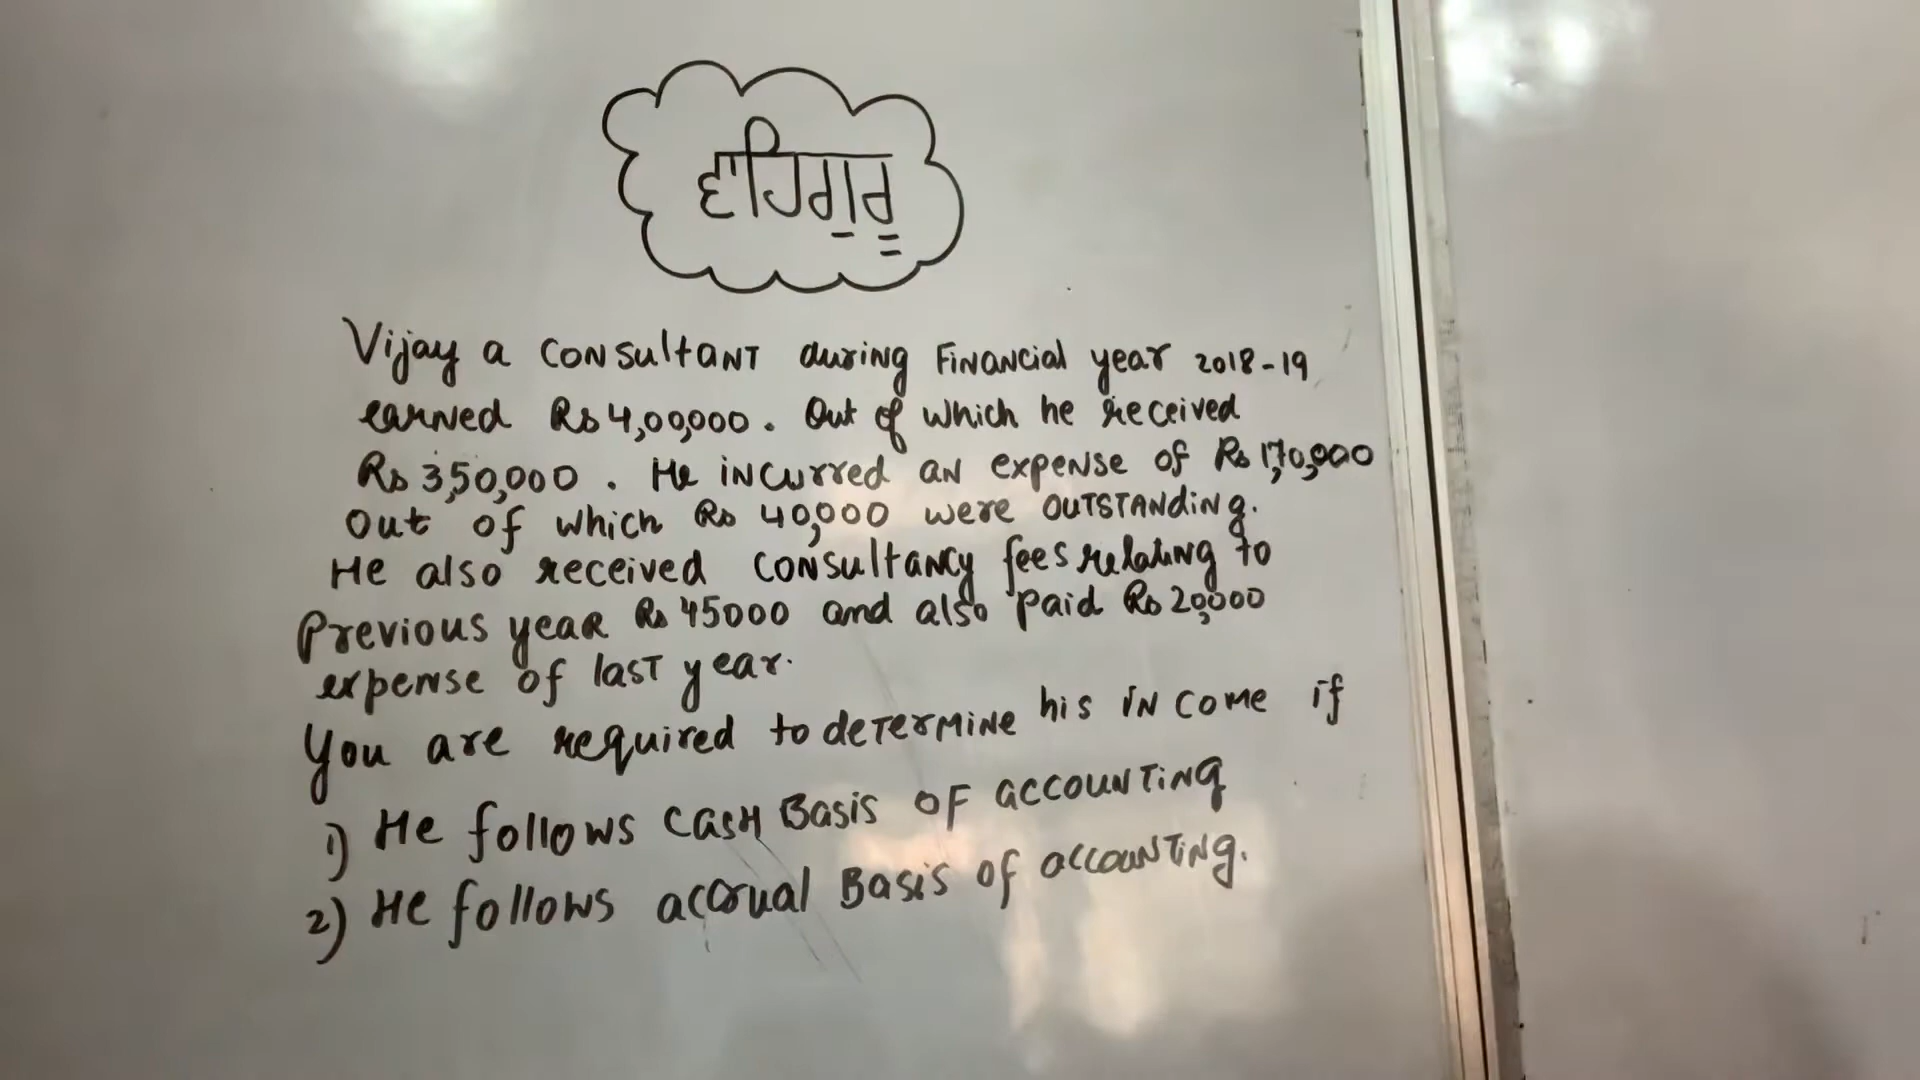 ਵਾਹਿਗੁਰੂ
Vijay a consultant during Financial year 2018-19
earned Rs 4,00,000. Out of which he received
Rs 3,50,000. He incurred an expense of Rs 1,70,000
out of which Rs 40,000 were outstanding.
He also received consultancy fees relating to
Previous year Rs 45000 and also paid Rs 20,000
expense of last year.
You are required to determine his income if
1) He follows cash Basis of accounting
2) He follows accrual Basis of accounting.